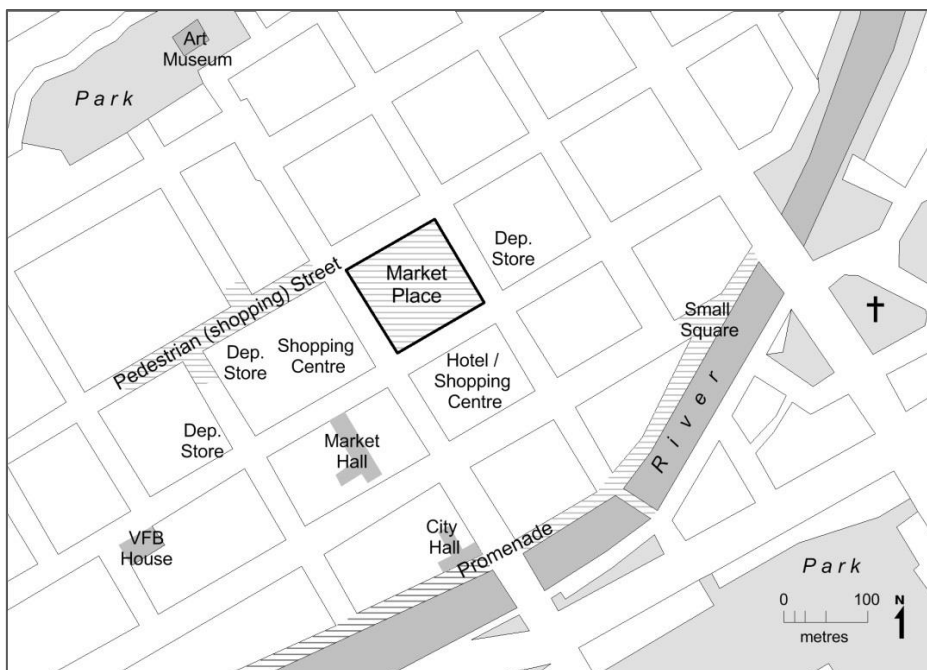 Art
Museum
Park
Pedestrian (shopping) Street
Market
Place
Dep.
Store
Small
Square
Dep.
Store
Shopping
Centre
Hotel /
Shopping
Centre
River
Dep.
Store
Market
Hall
VFB
House
City
Hall
Promenade
Park
0 100
metres
N